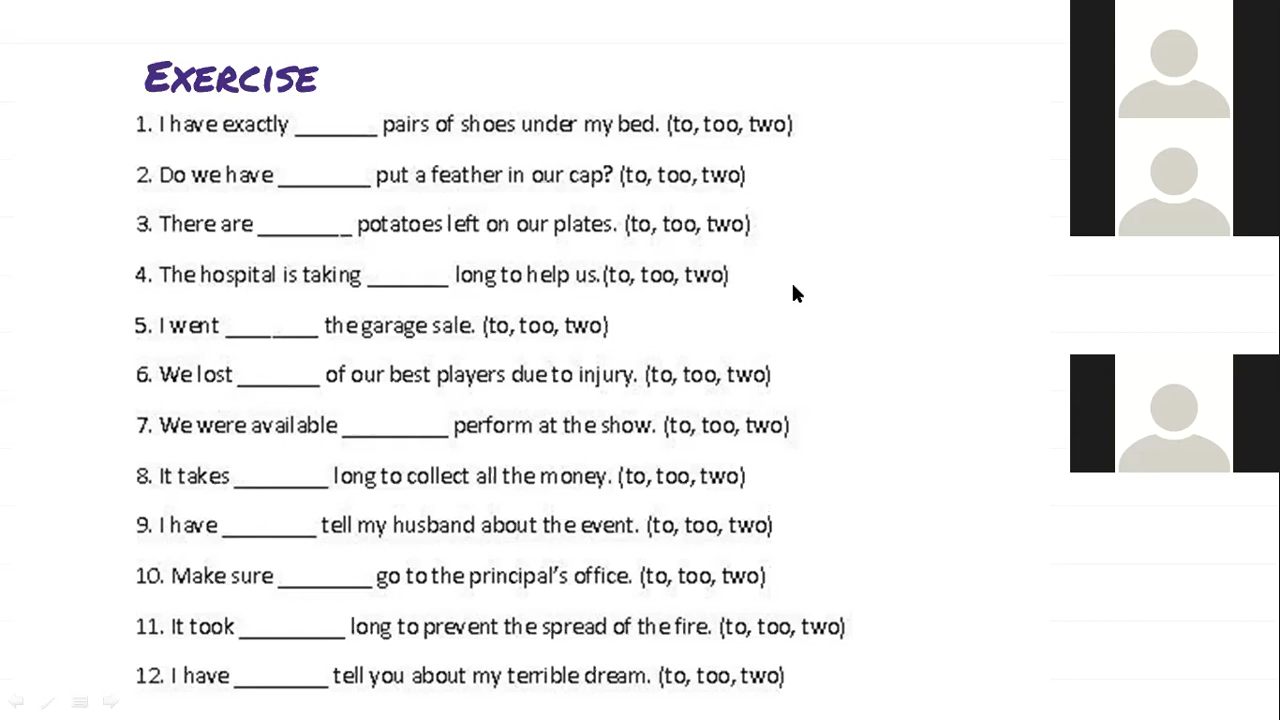 EXERCISE
1. I have exactly _______ pairs of shoes under my bed. (to, too, two)
2. Do we have ________ put a feather in our cap? (to, too, two)
3. There are ________ potatoes left on our plates. (to, too, two)
4. The hospital is taking _______ long to help us.(to, too, two)
5. I went ________ the garage sale. (to, too, two)
6. We lost _______ of our best players due to injury. (to, too, two)
7. We were available _________ perform at the show. (to, too, two)
8. It takes ________ long to collect all the money. (to, too, two)
9. I have ________ tell my husband about the event. (to, too, two)
10. Make sure ________ go to the principal's office. (to, too, two)
11. It took _________ long to prevent the spread of the fire. (to, too, two)
12. I have ________ tell you about my terrible dream. (to, too, two)